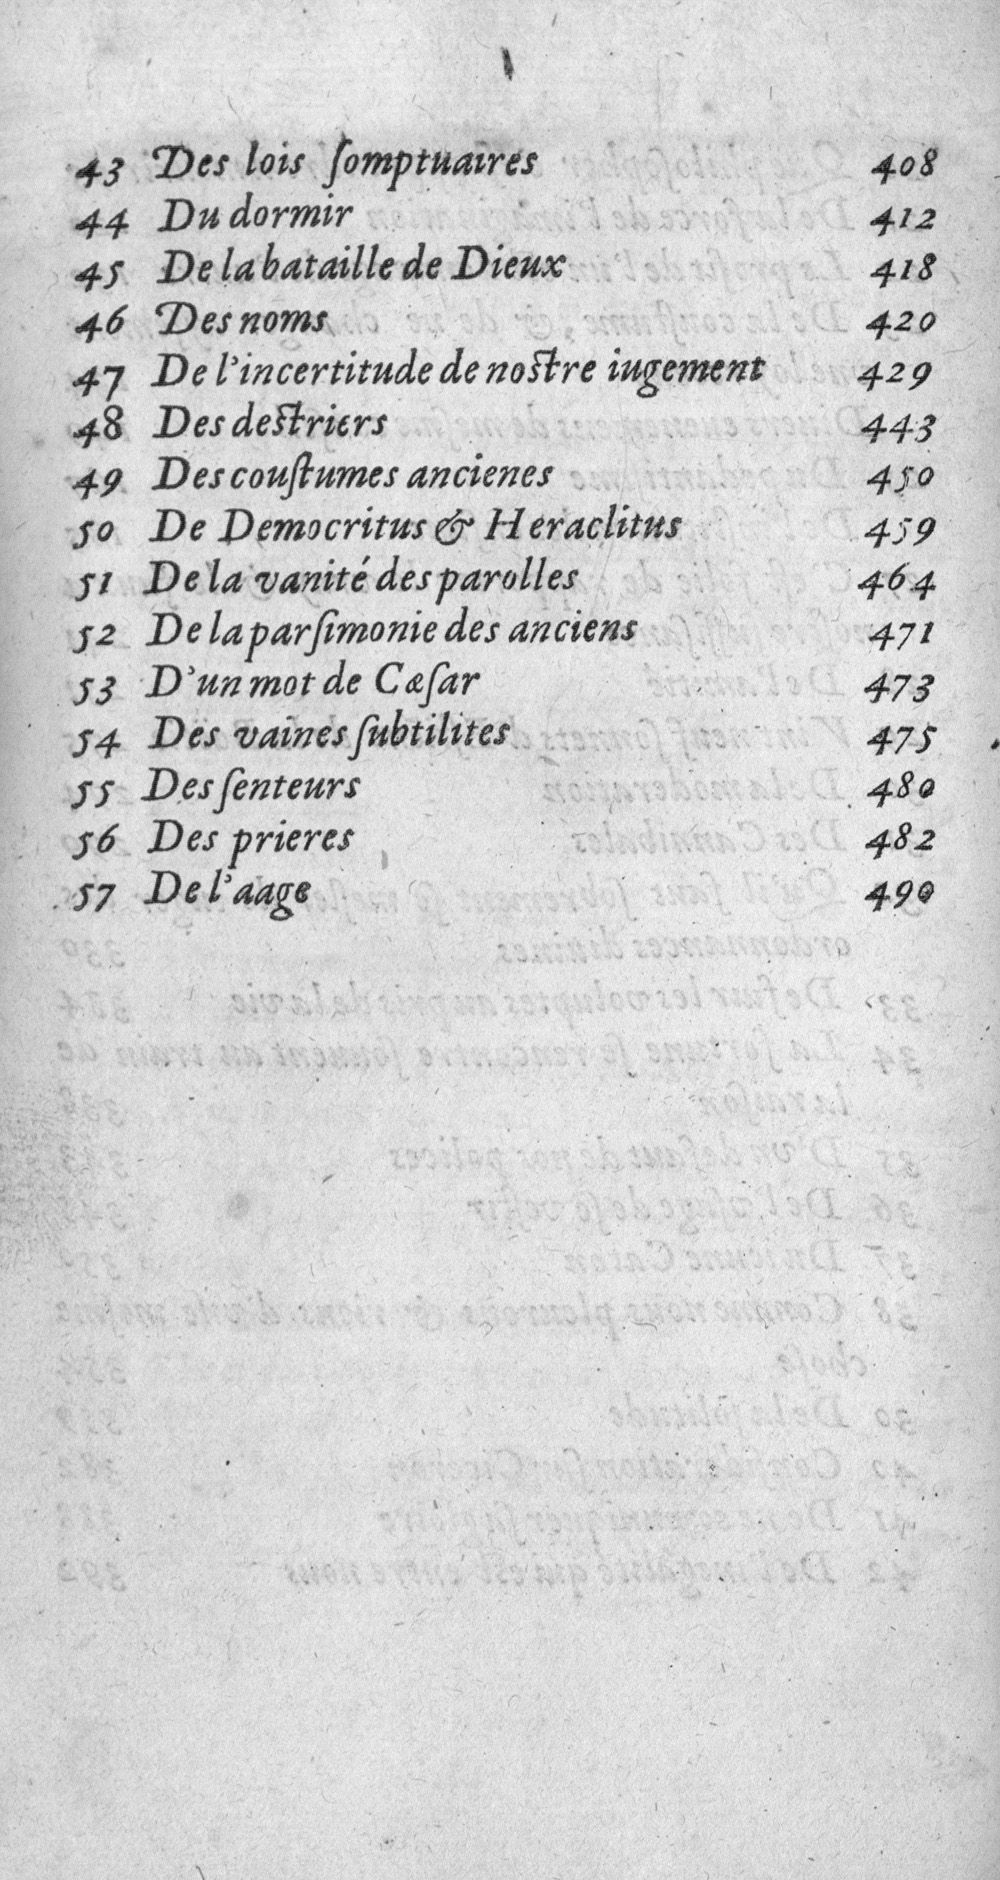 43 Des lois ſomptuaires 408
44 Du dormir 412
45 De la bataille de Dieux 418
46 Des noms 420
47 De l'incertitude de noſtre iugement 429
48 Des deſtriers 443
49 Des couſtumes ancienes 450
50 De Democritus & Heraclitus 459
51 De la vanité des parolles 464
52 De la parſimonie des anciens 471
53 D'un mot de Cæſar 473
54 Des vaines ſubtilites 475
55 Des ſenteurs 480
56 Des prieres 482
57 De l'aage 490